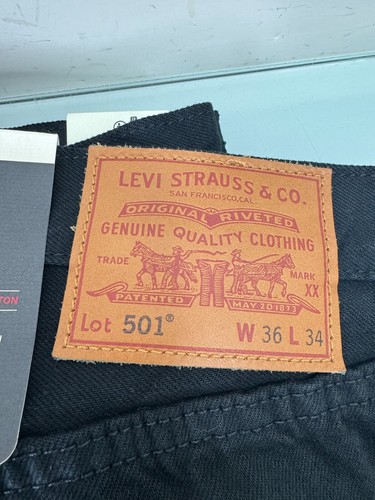 LEVI STRAUSS & CO.
SAN FRANCISCO, CAL.
ORIGINAL RIVETED
GENUINE QUALITY CLOTHING
TRADE MARK
XX
PATENTED MAY 20 1873
Lot 501® W 36 L 34
TON